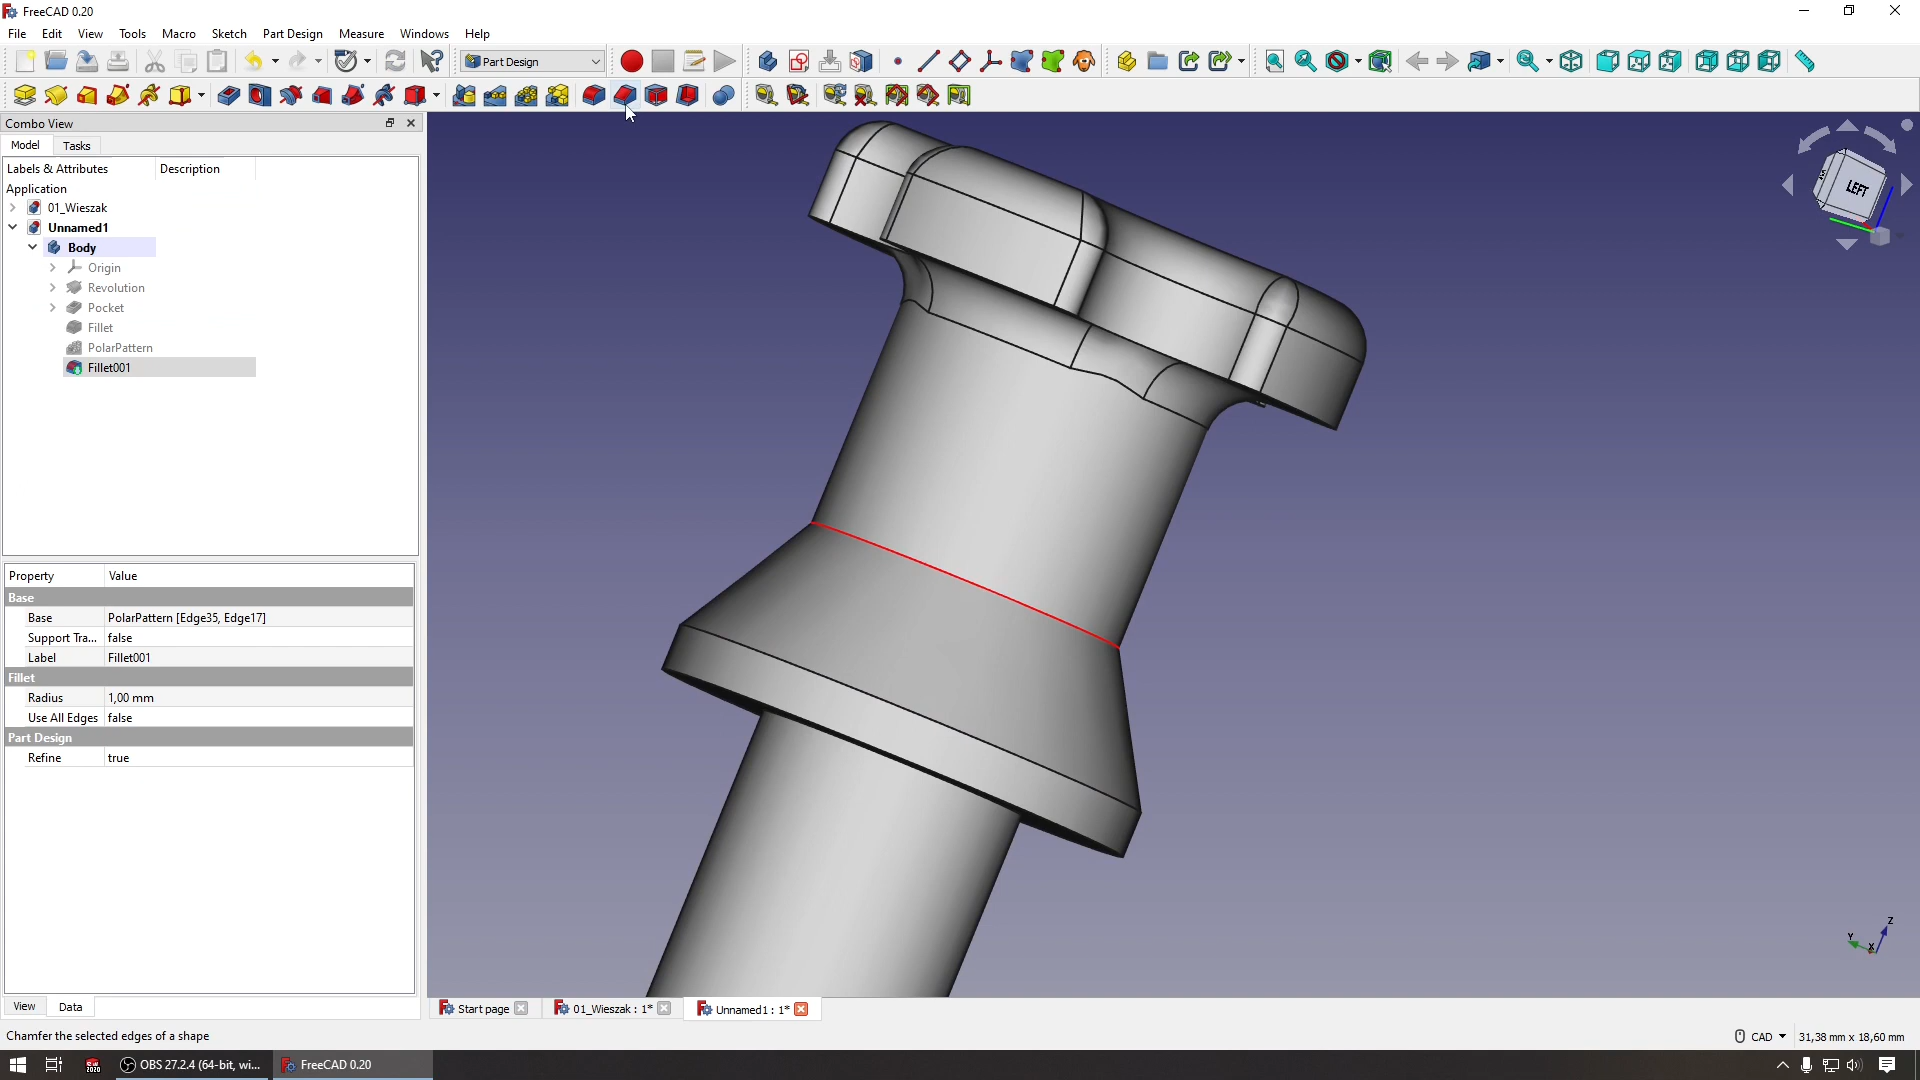 FreeCAD 0.20
File Edit View Tools Macro Sketch Part Design Measure Windows Help
Part Design
Combo View
Model Tasks
Labels & Attributes Description
Application
01_Wieszak
Unnamed1
Body
Origin
Revolution
Pocket
Fillet
PolarPattern
Fillet001
LEFT
Property Value
Base
Base PolarPattern [Edge35, Edge17]
Support Tra... false
Label Fillet001
Fillet
Radius 1,00 mm
Use All Edges false
Part Design
Refine true
Z
Y
X
View Data
Start page 01_Wieszak : 1* Unnamed1 : 1*
Chamfer the selected edges of a shape CAD 31,38 mm x 18,60 mm
OBS 27.2.4 (64-bit, wi... FreeCAD 0.20